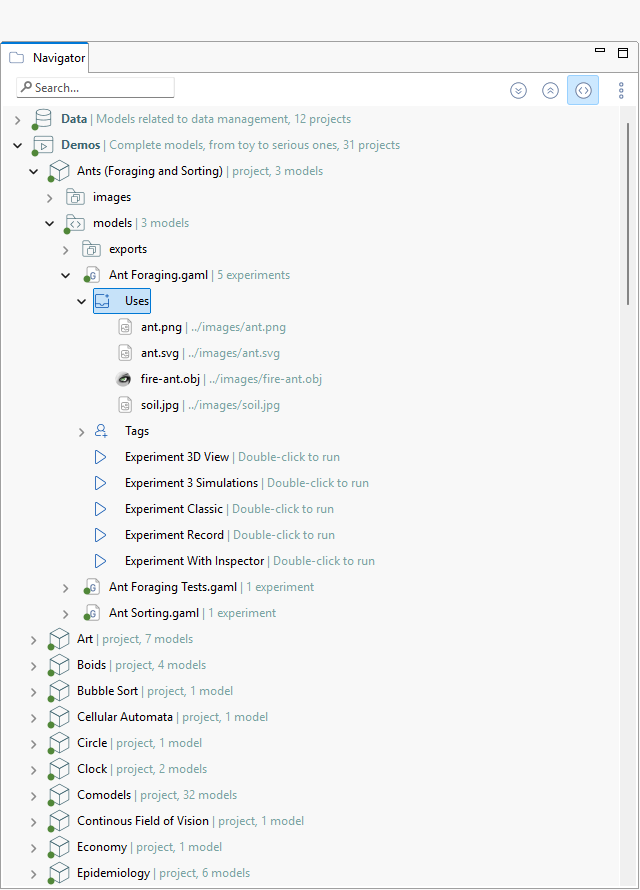 Navigator
Search...
Data | Models related to data management, 12 projects
Demos | Complete models, from toy to serious ones, 31 projects
Ants (Foraging and Sorting) | project, 3 models
images
models | 3 models
exports
Ant Foraging.gaml | 5 experiments
Uses
ant.png | ../images/ant.png
ant.svg | ../images/ant.svg
fire-ant.obj | ../images/fire-ant.obj
soil.jpg | ../images/soil.jpg
Tags
Experiment 3D View | Double-click to run
Experiment 3 Simulations | Double-click to run
Experiment Classic | Double-click to run
Experiment Record | Double-click to run
Experiment With Inspector | Double-click to run
Ant Foraging Tests.gaml | 1 experiment
Ant Sorting.gaml | 1 experiment
Art | project, 7 models
Boids | project, 4 models
Bubble Sort | project, 1 model
Cellular Automata | project, 1 model
Circle | project, 1 model
Clock | project, 2 models
Comodels | project, 32 models
Continous Field of Vision | project, 1 model
Economy | project, 1 model
Epidemiology | project, 6 models